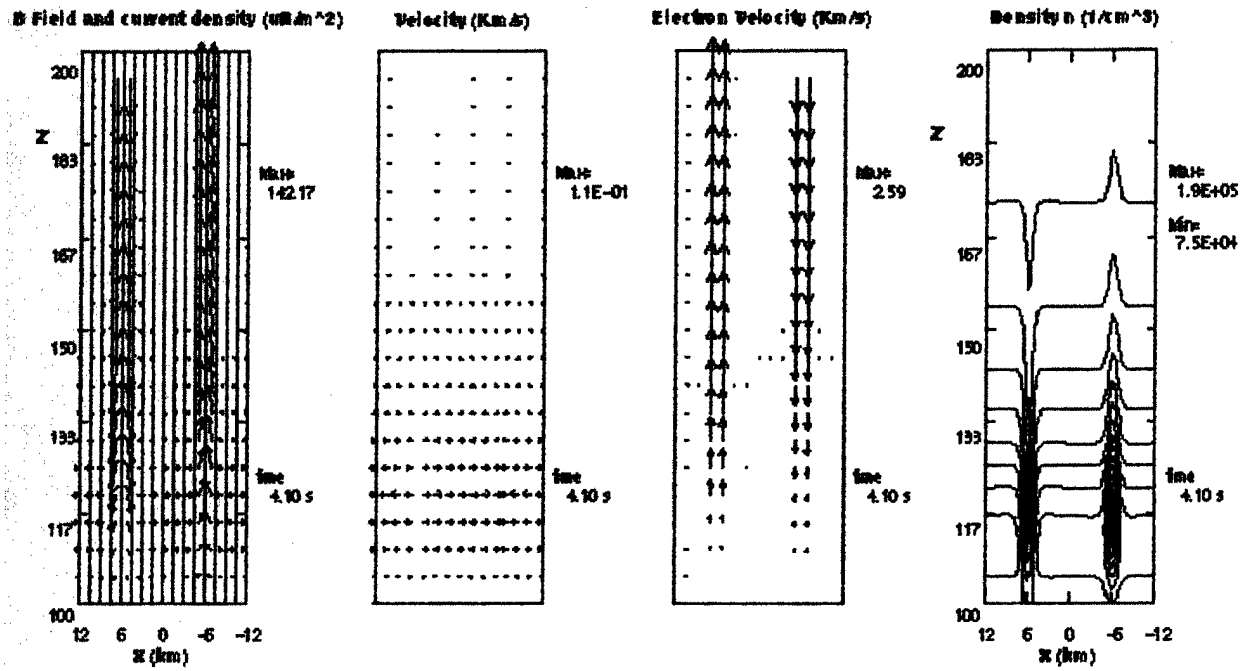 B Field and current density (uA/m^2)
Velocity (Km/s)
Electron Velocity (Km/s)
Density n (1/cm^3)
200
183
167
150
133
117
100
Z
12 6 0 -6 -12
X (km)
Max=
142.17
time
4.10 s
Max=
1.1E-01
time
4.10 s
Max=
2.59
time
4.10 s
200
183
167
150
133
117
100
Z
12 6 0 -6 -12
X (km)
Max=
1.9E+05
Min=
7.5E+04
time
4.10 s